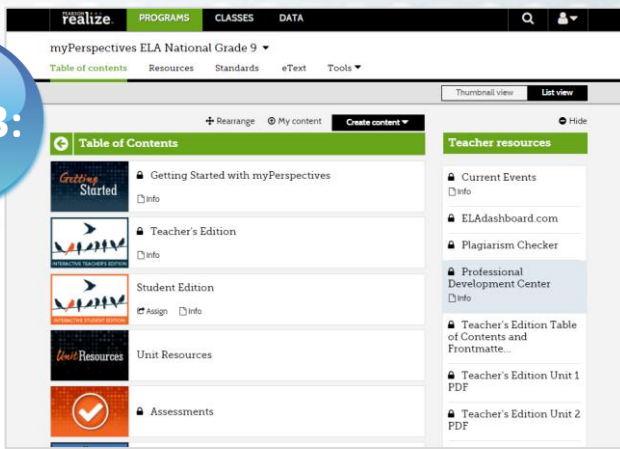 PEARSON
realize.
PROGRAMS
CLASSES
DATA
myPerspectives ELA National Grade 9
Table of contents
Resources
Standards
eText
Tools
Thumbnail view
List view
3:
Rearrange
My content
Create content
Hide
Table of Contents
Getting
Started
Getting Started with myPerspectives
Info
INTERACTIVE TEACHER'S EDITION
Teacher's Edition
Info
INTERACTIVE STUDENT EDITION
Student Edition
Assign
Info
Unit Resources
Unit Resources
Assessments
Teacher resources
Current Events
Info
ELAdashboard.com
Plagiarism Checker
Professional
Development Center
Info
Teacher's Edition Table
of Contents and
Frontmatte...
Teacher's Edition Unit 1
PDF
Teacher's Edition Unit 2
PDF